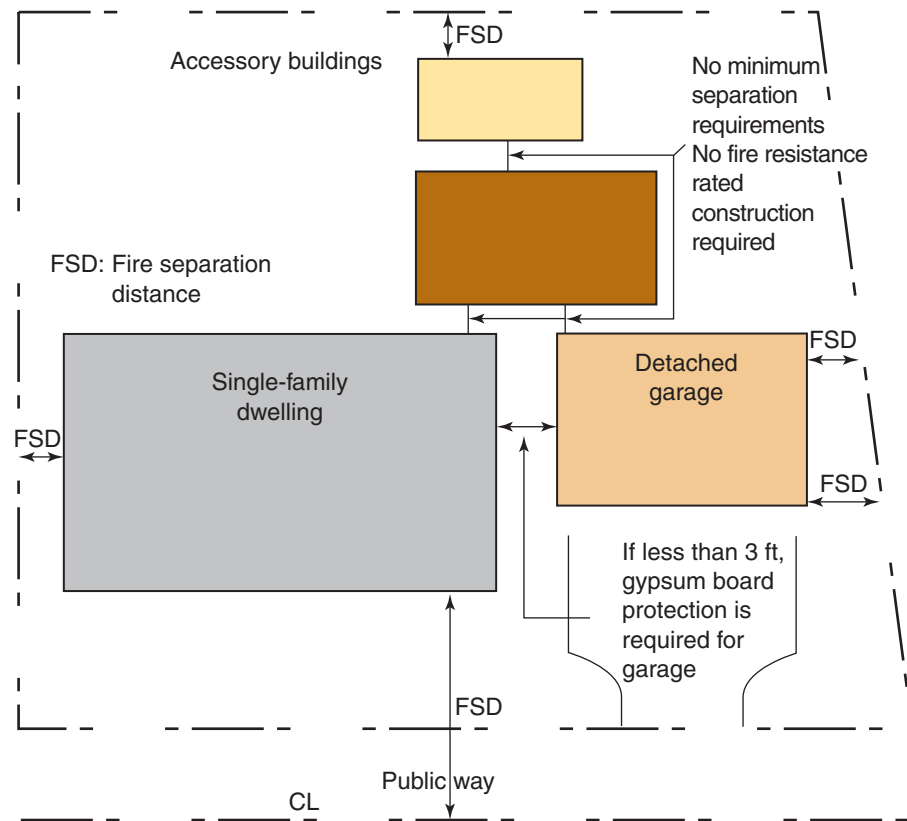 FSD
Accessory buildings
No minimum
separation
requirements
No fire resistance
rated
construction
required
FSD: Fire separation
distance
FSD
Single-family
dwelling
Detached
garage
FSD
FSD
If less than 3 ft,
gypsum board
protection is
required for
garage
FSD
Public way
CL